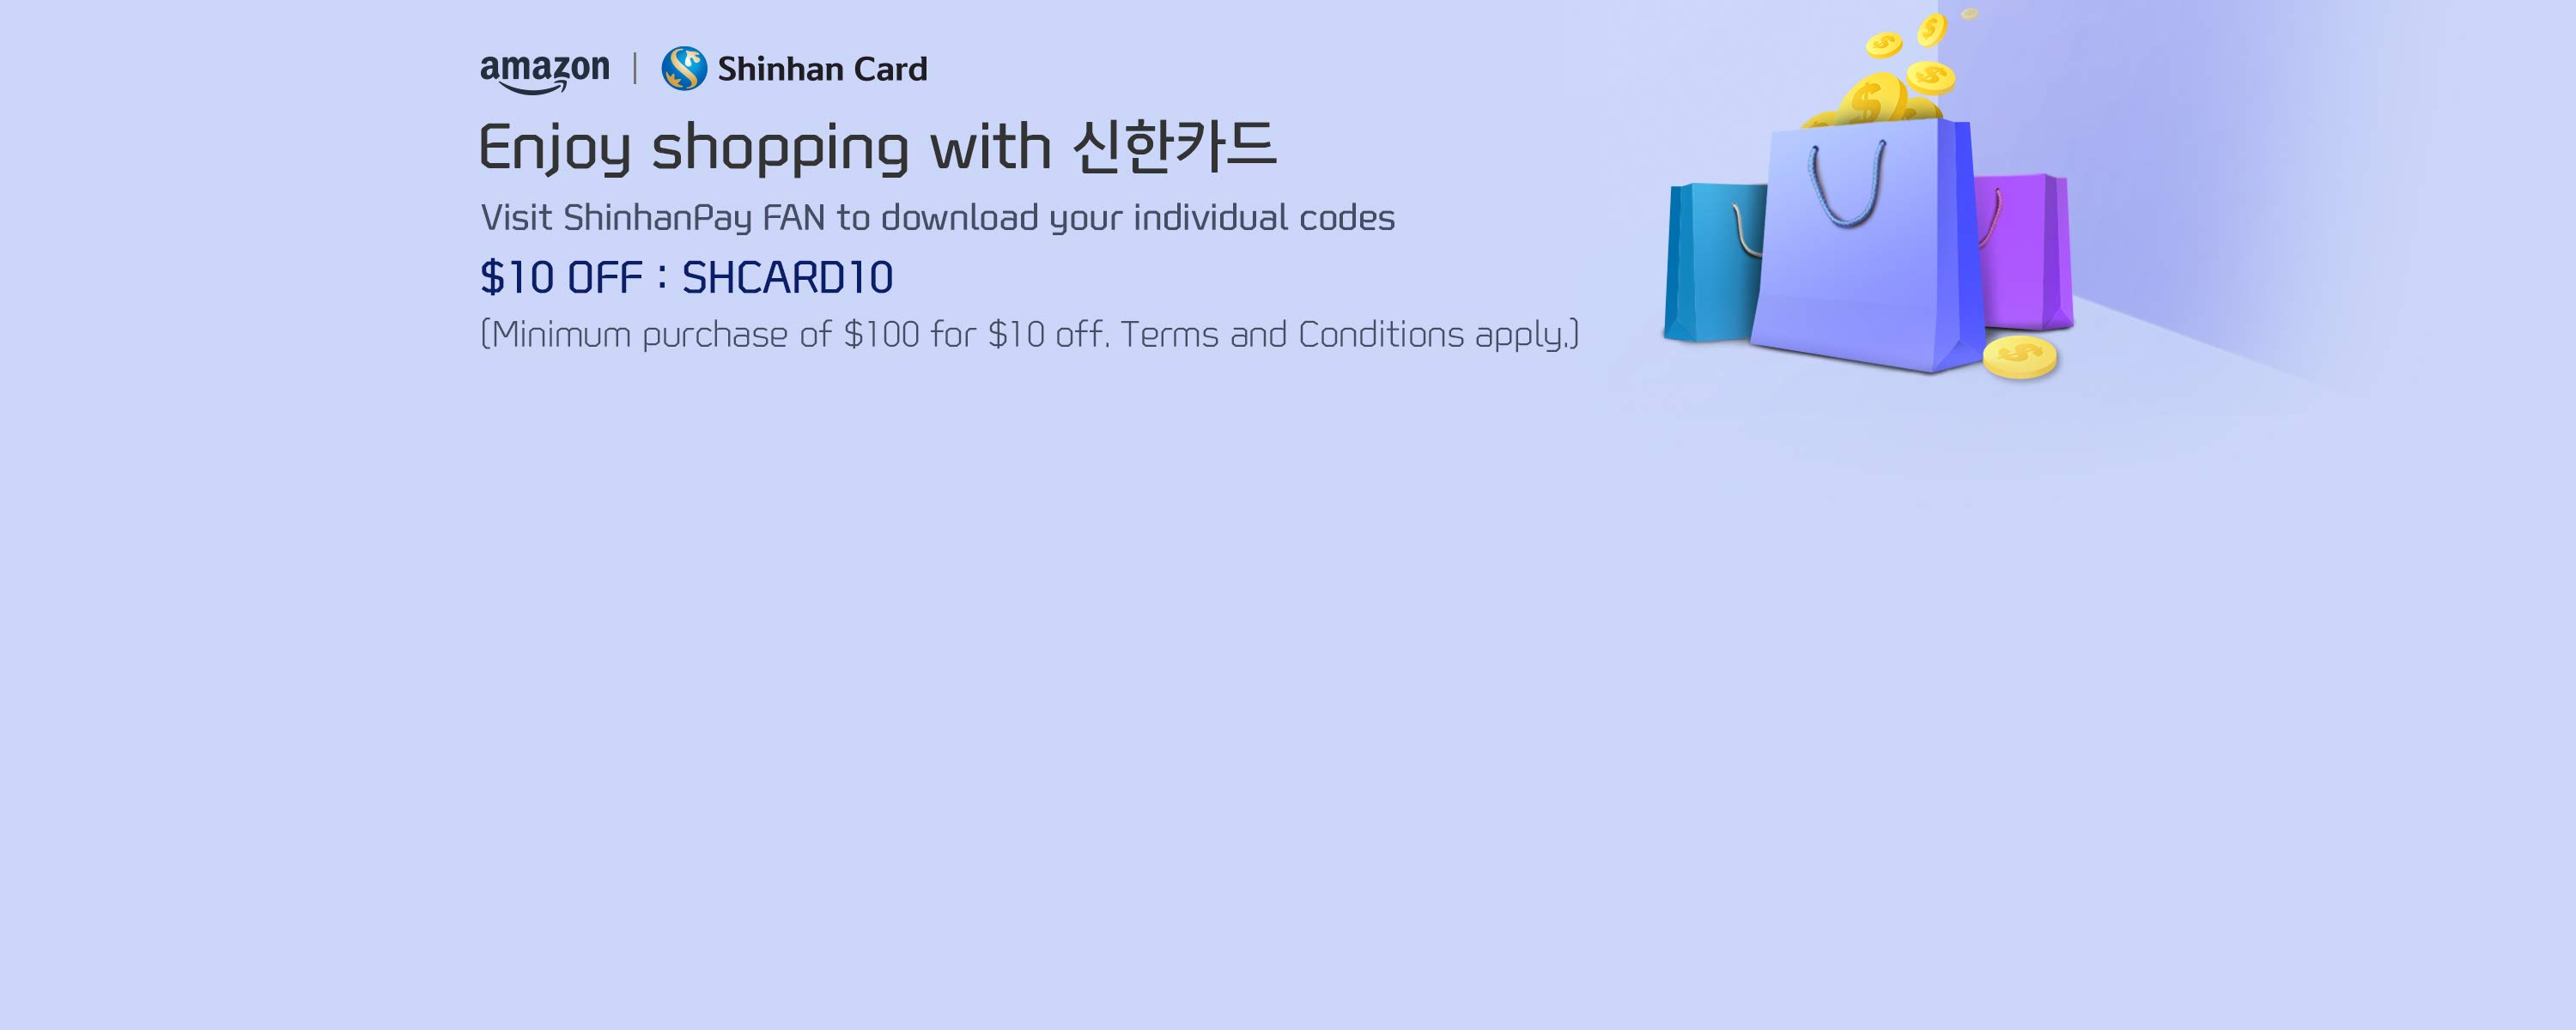 amazon | Shinhan Card
Enjoy shopping with 신한카드
Visit ShinhanPay FAN to download your individual codes
$10 OFF : SHCARD10
(Minimum purchase of $100 for $10 off. Terms and Conditions apply.)